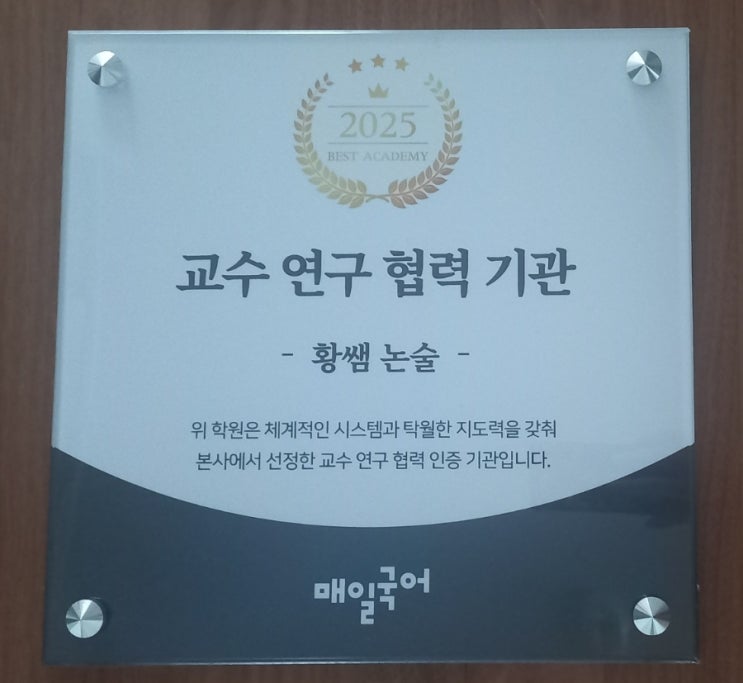 2025
BEST ACADEMY
교수 연구 협력 기관
- 황쌤 논술 -
위 학원은 체계적인 시스템과 탁월한 지도력을 갖춰
본사에서 선정한 교수 연구 협력 인증 기관입니다.
매일국어